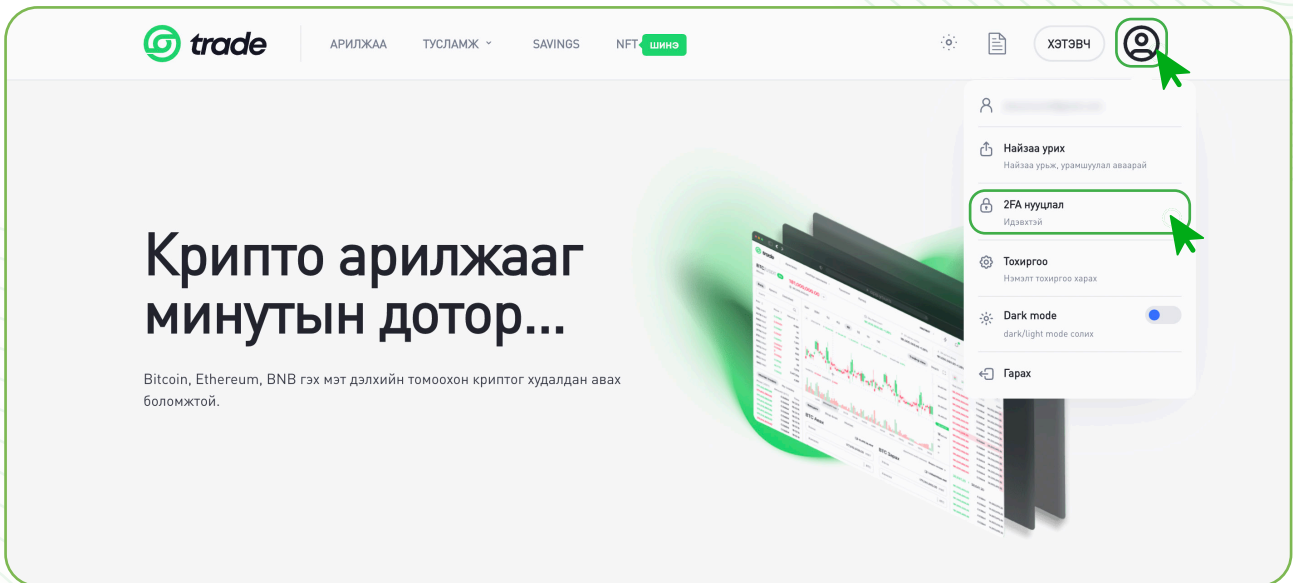 trade
АРИЛЖАА
ТУСЛАМЖ
SAVINGS
NFT
шинэ
ХЭТЭВЧ
Найзаа урих
Найзаа урьж, урамшуулал аваарай
2FA нууцлал
Идэвхтэй
Тохиргоо
Нэмэлт тохиргоо харах
Dark mode
dark/light mode солих
Гарах
Крипто арилжааг
минутын дотор...
Bitcoin, Ethereum, BNB гэх мэт дэлхийн томоохон криптог худалдан авах
боломжтой.
trade